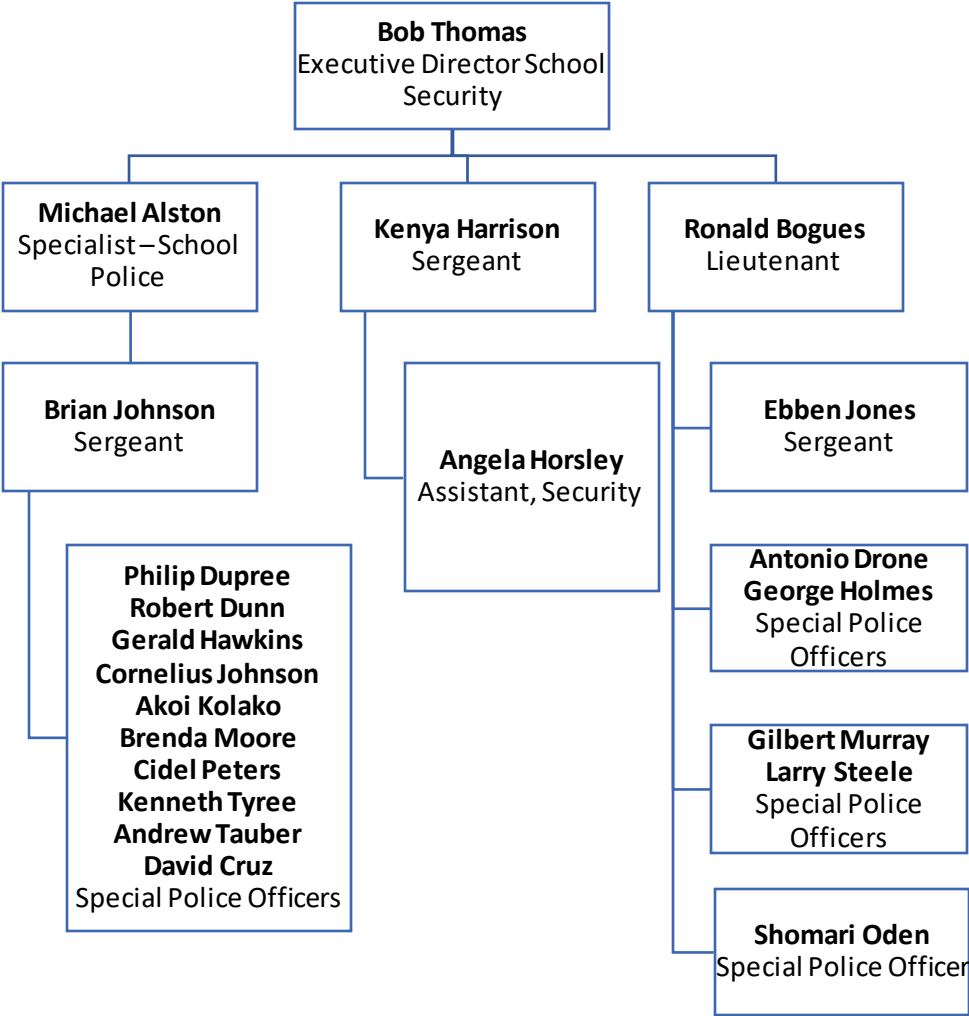 Bob Thomas
Executive Director School
Security
Michael Alston
Specialist – School
Police
Kenya Harrison
Sergeant
Ronald Bogues
Lieutenant
Brian Johnson
Sergeant
Angela Horsley
Assistant, Security
Ebben Jones
Sergeant
Philip Dupree
Robert Dunn
Gerald Hawkins
Cornelius Johnson
Akoi Kolako
Brenda Moore
Cidel Peters
Kenneth Tyree
Andrew Tauber
David Cruz
Special Police Officers
Antonio Drone
George Holmes
Special Police
Officers
Gilbert Murray
Larry Steele
Special Police
Officers
Shomari Oden
Special Police Officer